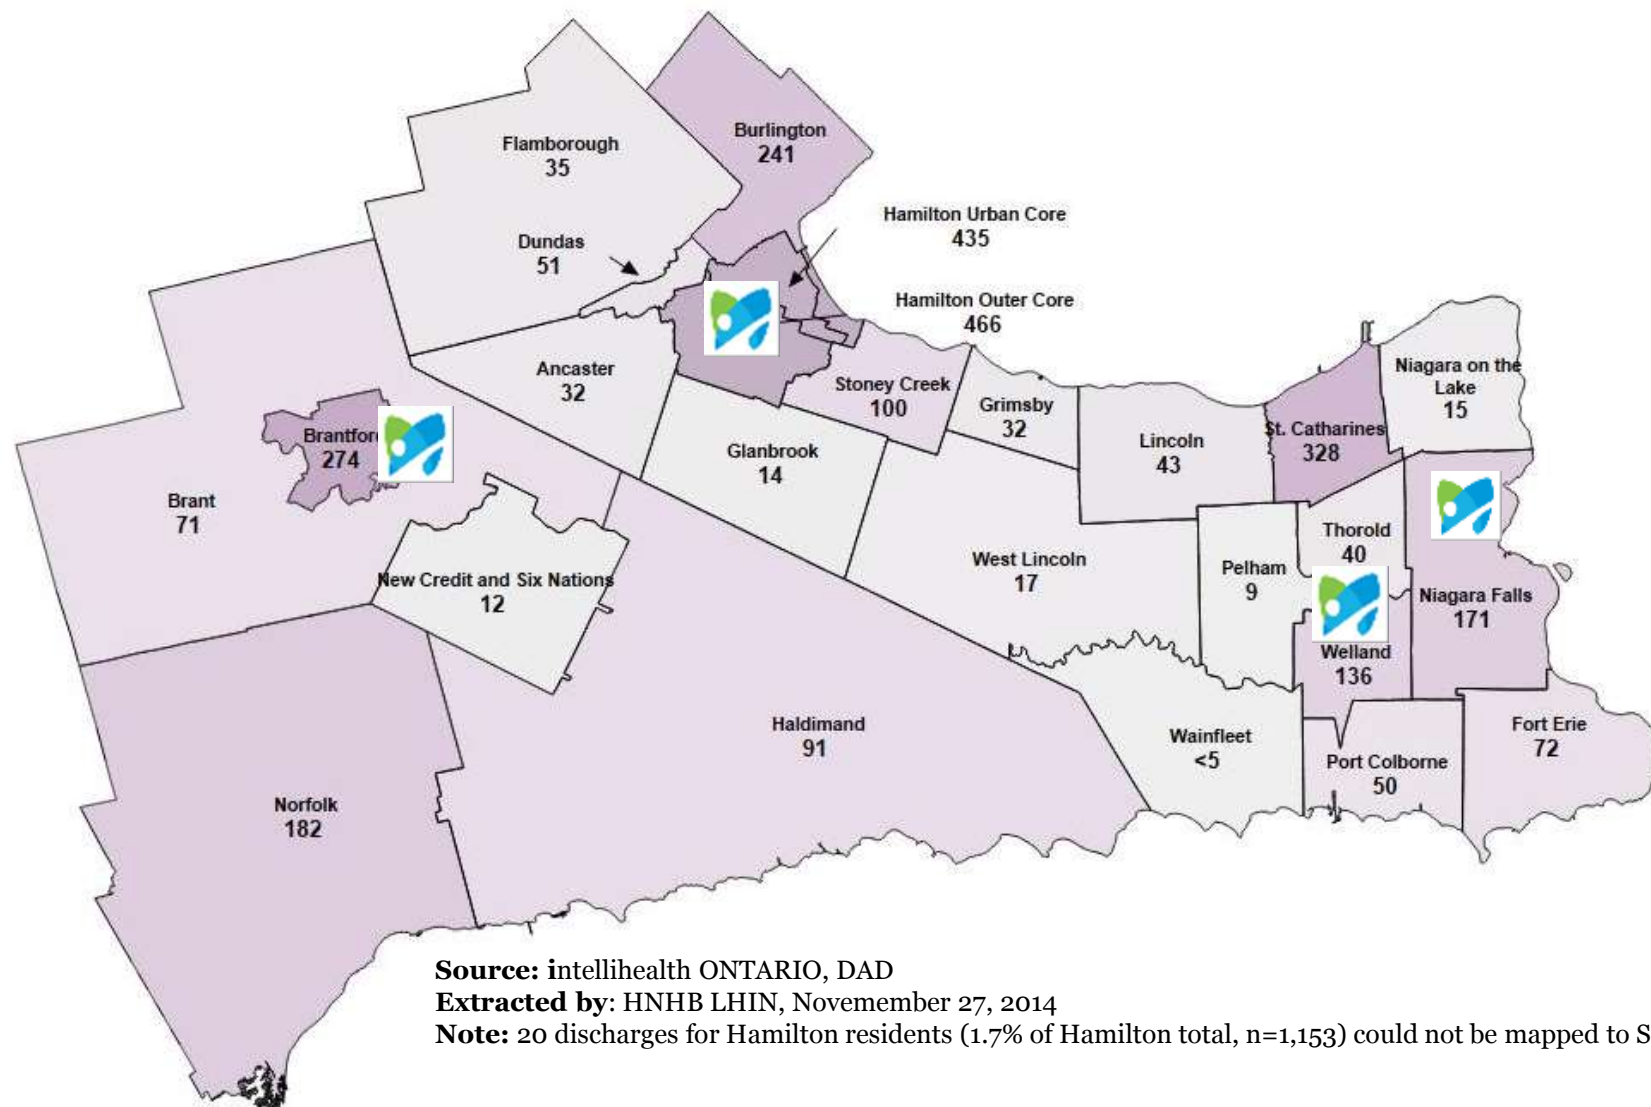 Burlington
241
Flamborough
35
Hamilton Urban Core
435
Dundas
51
Hamilton Outer Core
466
Ancaster
32
Stoney Creek
100
Grimsby
32
Niagara on the
Lake
15
St. Catharines
328
Lincoln
43
Brantford
274
Glanbrook
14
Brant
71
Thorold
40
West Lincoln
17
Pelham
9
New Credit and Six Nations
12
Niagara Falls
171
Welland
136
Haldimand
91
Wainfleet
<5
Fort Erie
72
Port Colborne
50
Norfolk
182
Source: intellihealth ONTARIO, DAD
Extracted by: HNHB LHIN, Novemember 27, 2014
Note: 20 discharges for Hamilton residents (1.7% of Hamilton total, n=1,153) could not be mapped to S